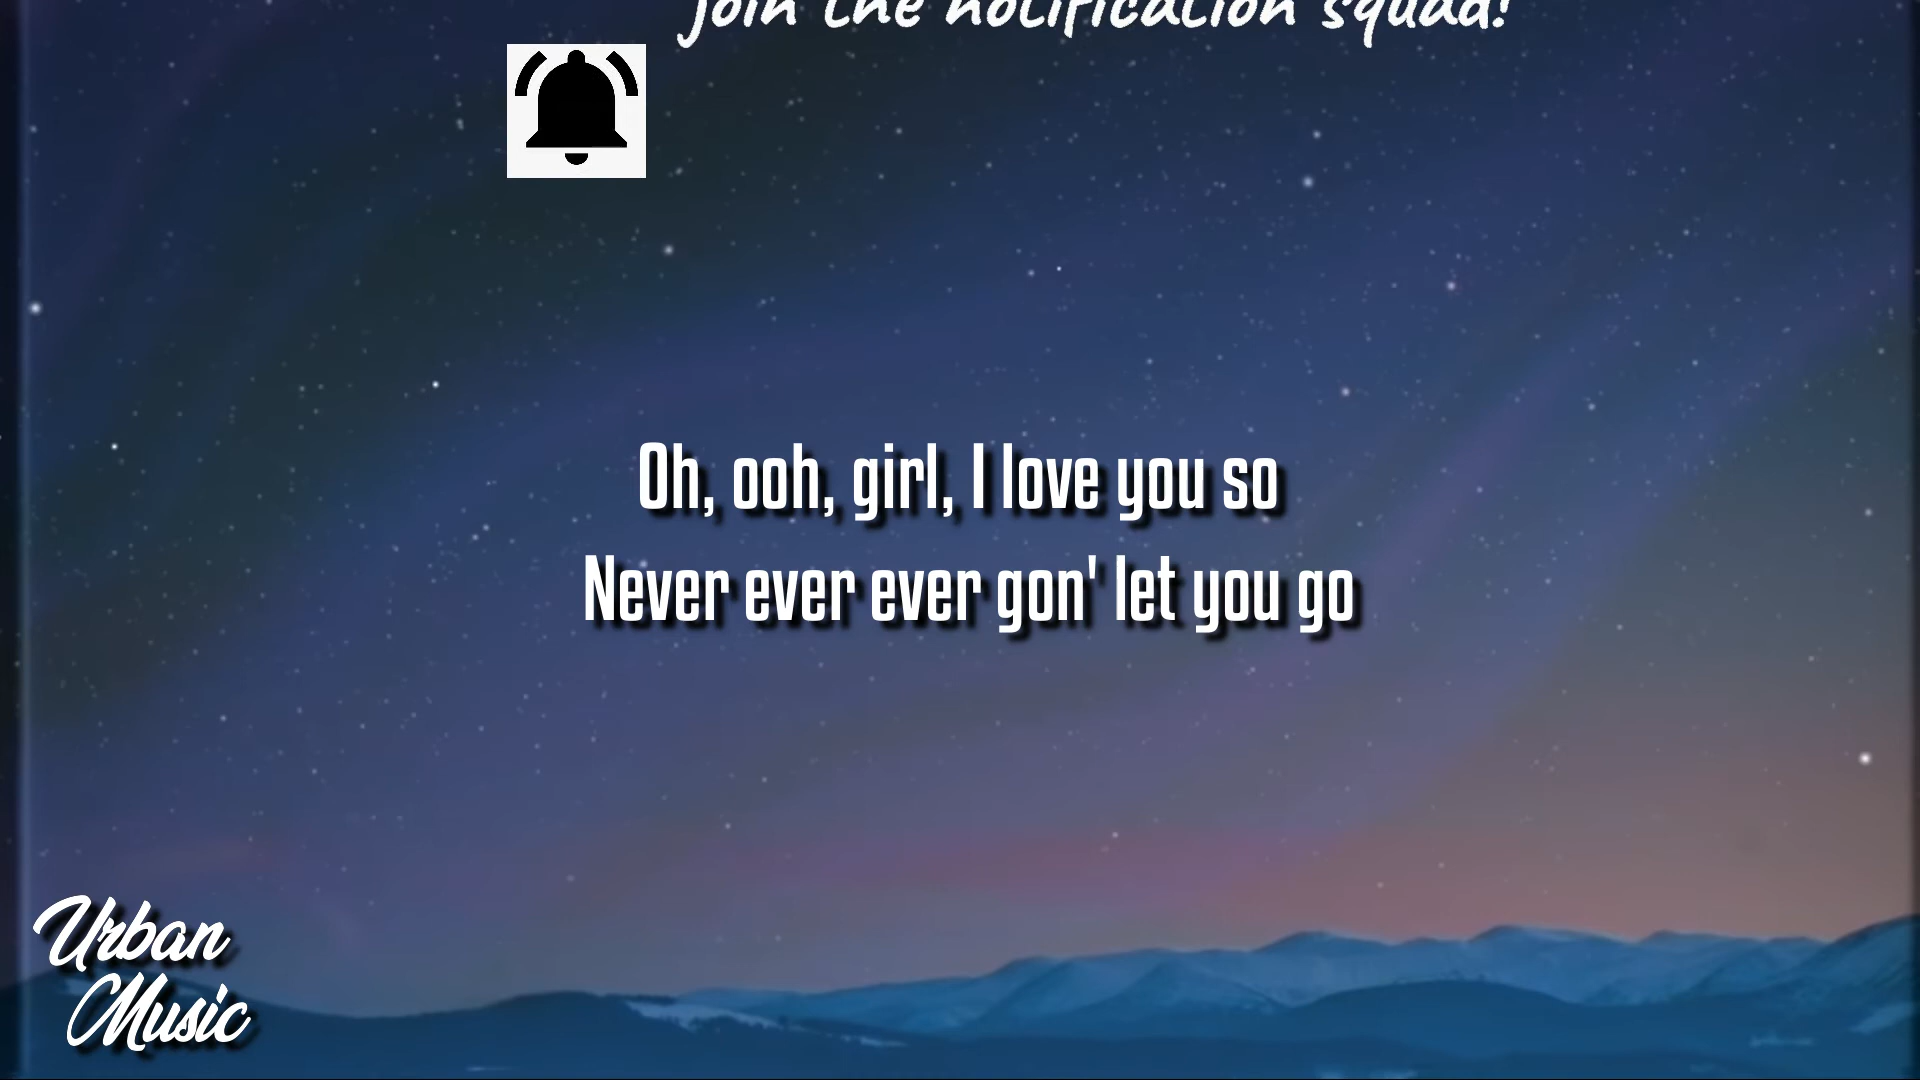 join the notification squad!
Oh, ooh, girl, I love you so
Never ever ever gon' let you go
Urban
Music